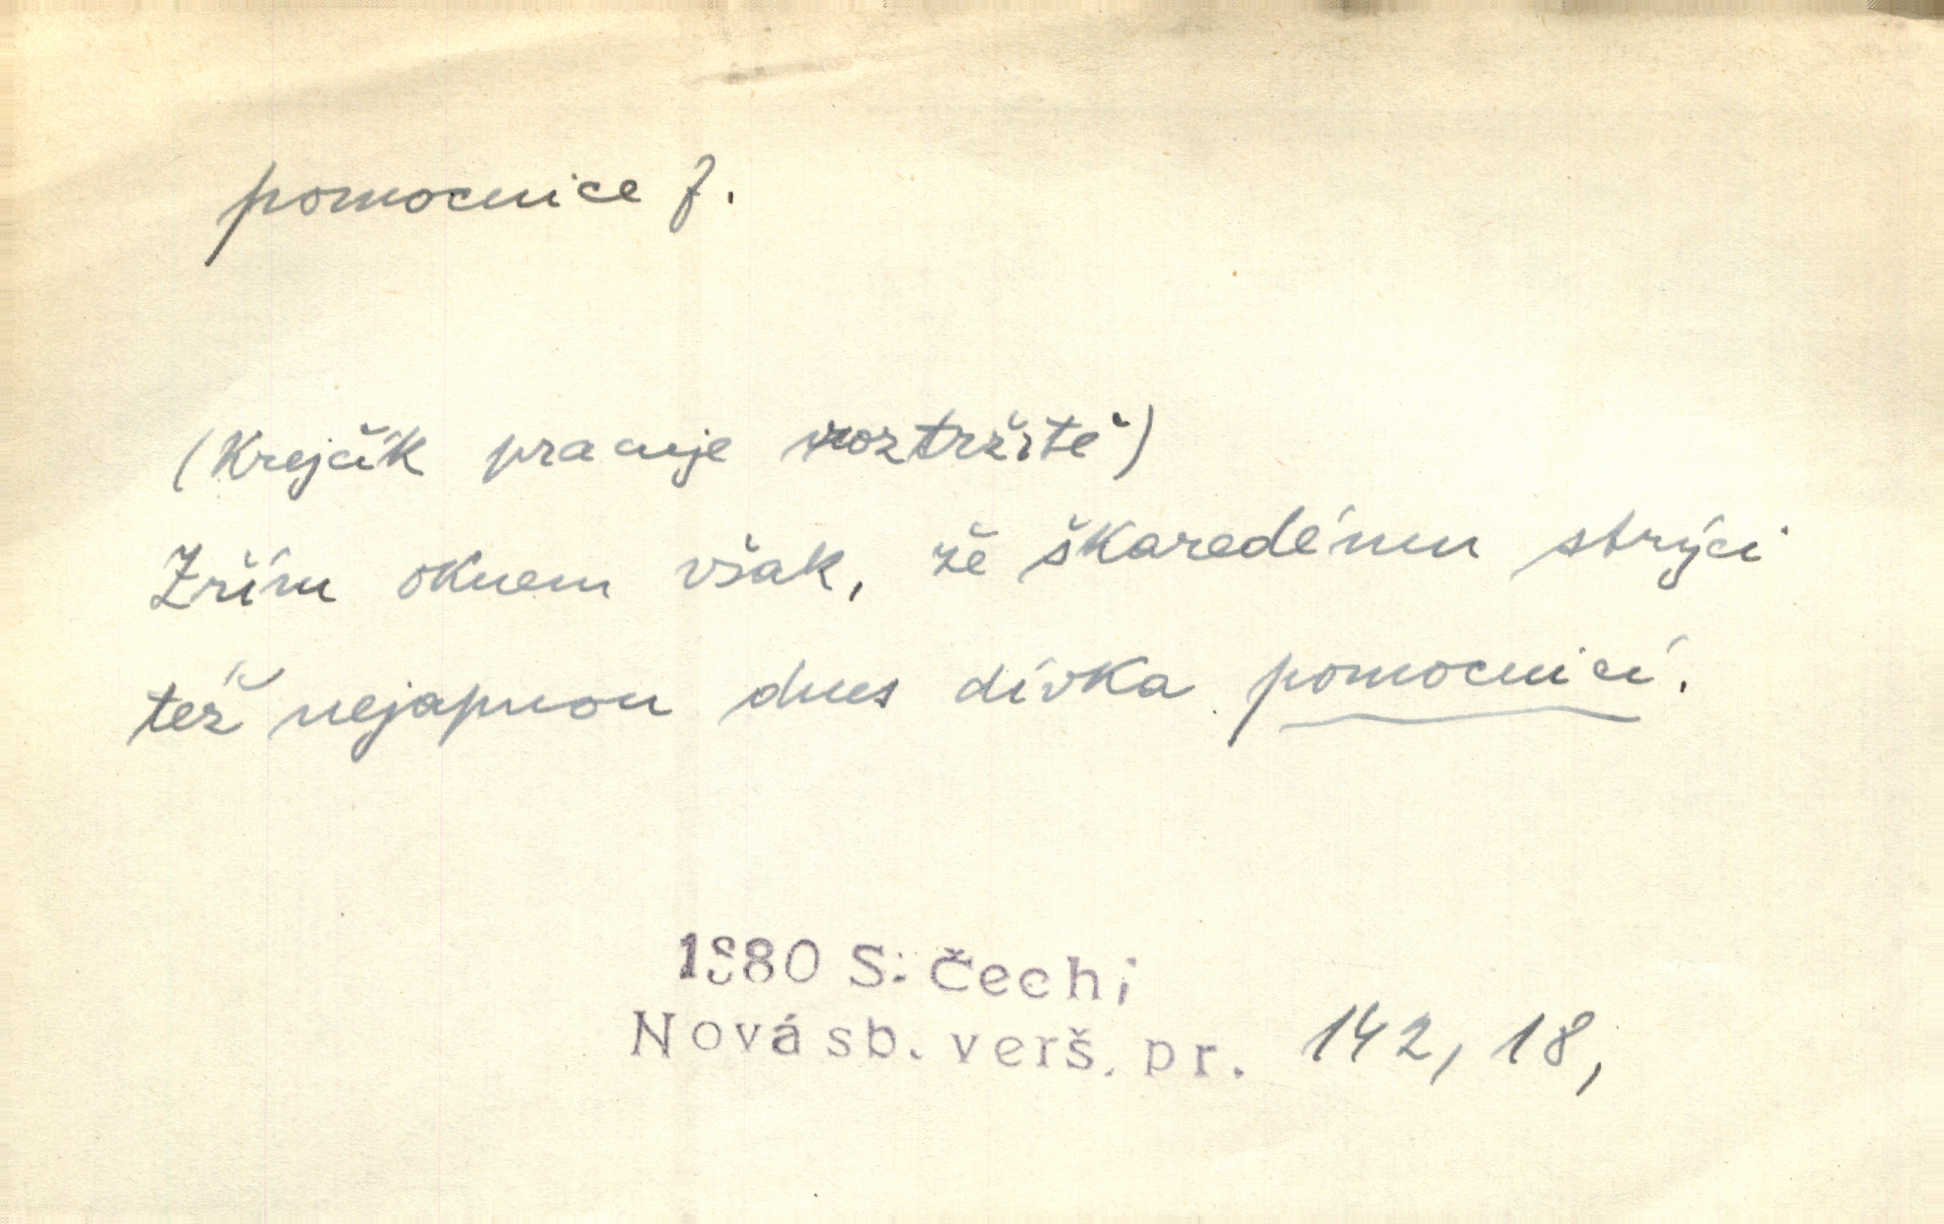 pomocnice f.
(Krejčík pracuje roztržitě)
Zřím oknem však, že škaredému strýci
též nejapnou dnes dívka pomocnicí.
1880 S. Čech i
Nová sb. verš. pr. 142, 18,